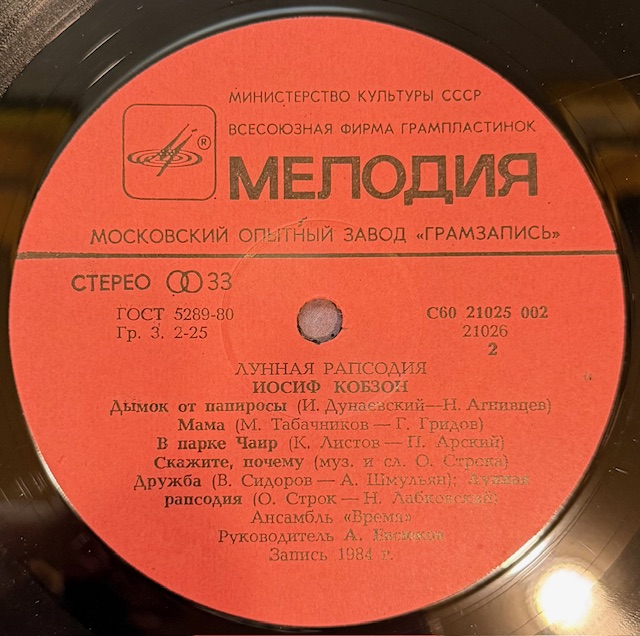 МИНИСТЕРСТВО КУЛЬТУРЫ СССР
ВСЕСОЮЗНАЯ ФИРМА ГРАМПЛАСТИНОК
®
МЕЛОДИЯ
МОСКОВСКИЙ ОПЫТНЫЙ ЗАВОД «ГРАМЗАПИСЬ»
СТЕРЕО 33
ГОСТ 5289-80
Гр. 3. 2-25
С60 21025 002
21026
2
ЛУННАЯ РАПСОДИЯ
ИОСИФ КОБЗОН
Дымок от папиросы (И. Дунаевский—Н. Агнивцев)
Мама (М. Табачников — Г. Гридов)
В парке Чаир (К. Листов — П. Арский)
Скажите, почему (муз. и сл. О. Строка)
Дружба (В. Сидоров — А. Шмульян); Лунная
рапсодия (О. Строк — Н. Лабковский)
Ансамбль «Время»
Руководитель А.
Запись 1984 г.